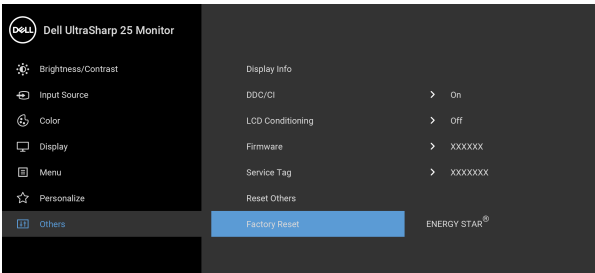 DELL Dell UltraSharp 25 Monitor
Brightness/Contrast Display Info
Input Source DDC/CI On
Color LCD Conditioning Off
Display Firmware XXXXXX
Menu Service Tag XXXXXXX
Personalize Reset Others
Others Factory Reset ENERGY STAR®